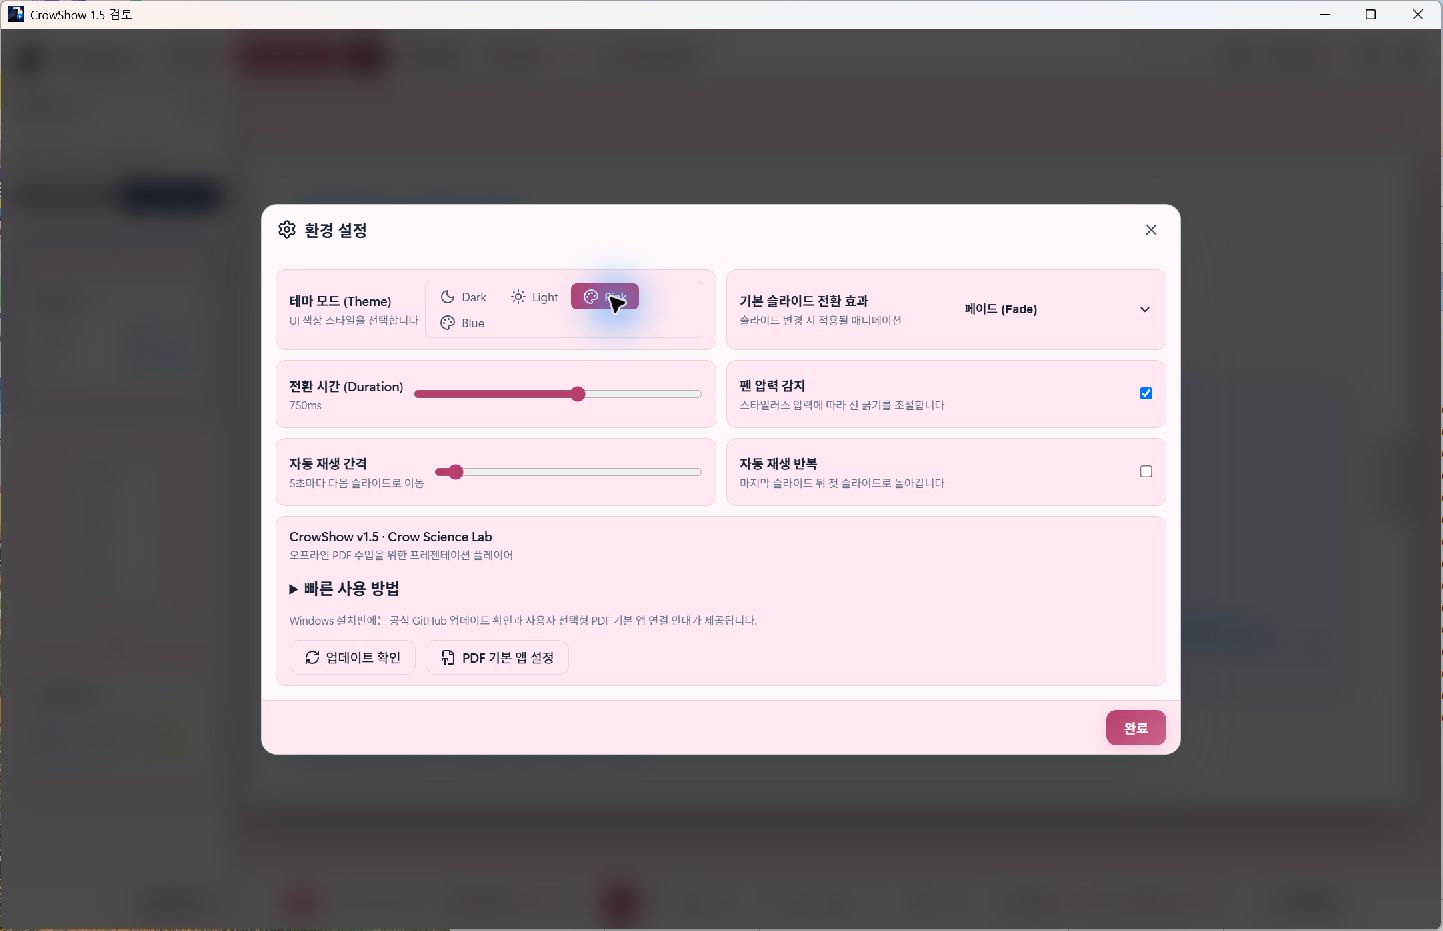 CrowShow 1.5 검토
환경 설정
테마 모드 (Theme)
UI 색상 스타일을 선택합니다
Dark
Light
Pink
Blue
기본 슬라이드 전환 효과
슬라이드 변경 시 적용될 애니메이션
페이드 (Fade)
전환 시간 (Duration)
750ms
펜 압력 감지
스타일러스 압력에 따라 선 굵기를 조절합니다
자동 재생 간격
5초마다 다음 슬라이드로 이동
자동 재생 반복
마지막 슬라이드 뒤 첫 슬라이드로 돌아갑니다
CrowShow v1.5 · Crow Science Lab
오프라인 PDF 수업을 위한 프레젠테이션 플레이어
빠른 사용 방법
Windows 설치판에는 공식 GitHub 업데이트 확인과 사용자 선택형 PDF 기본 앱 연결 안내가 제공됩니다.
업데이트 확인
PDF 기본 앱 설정
완료